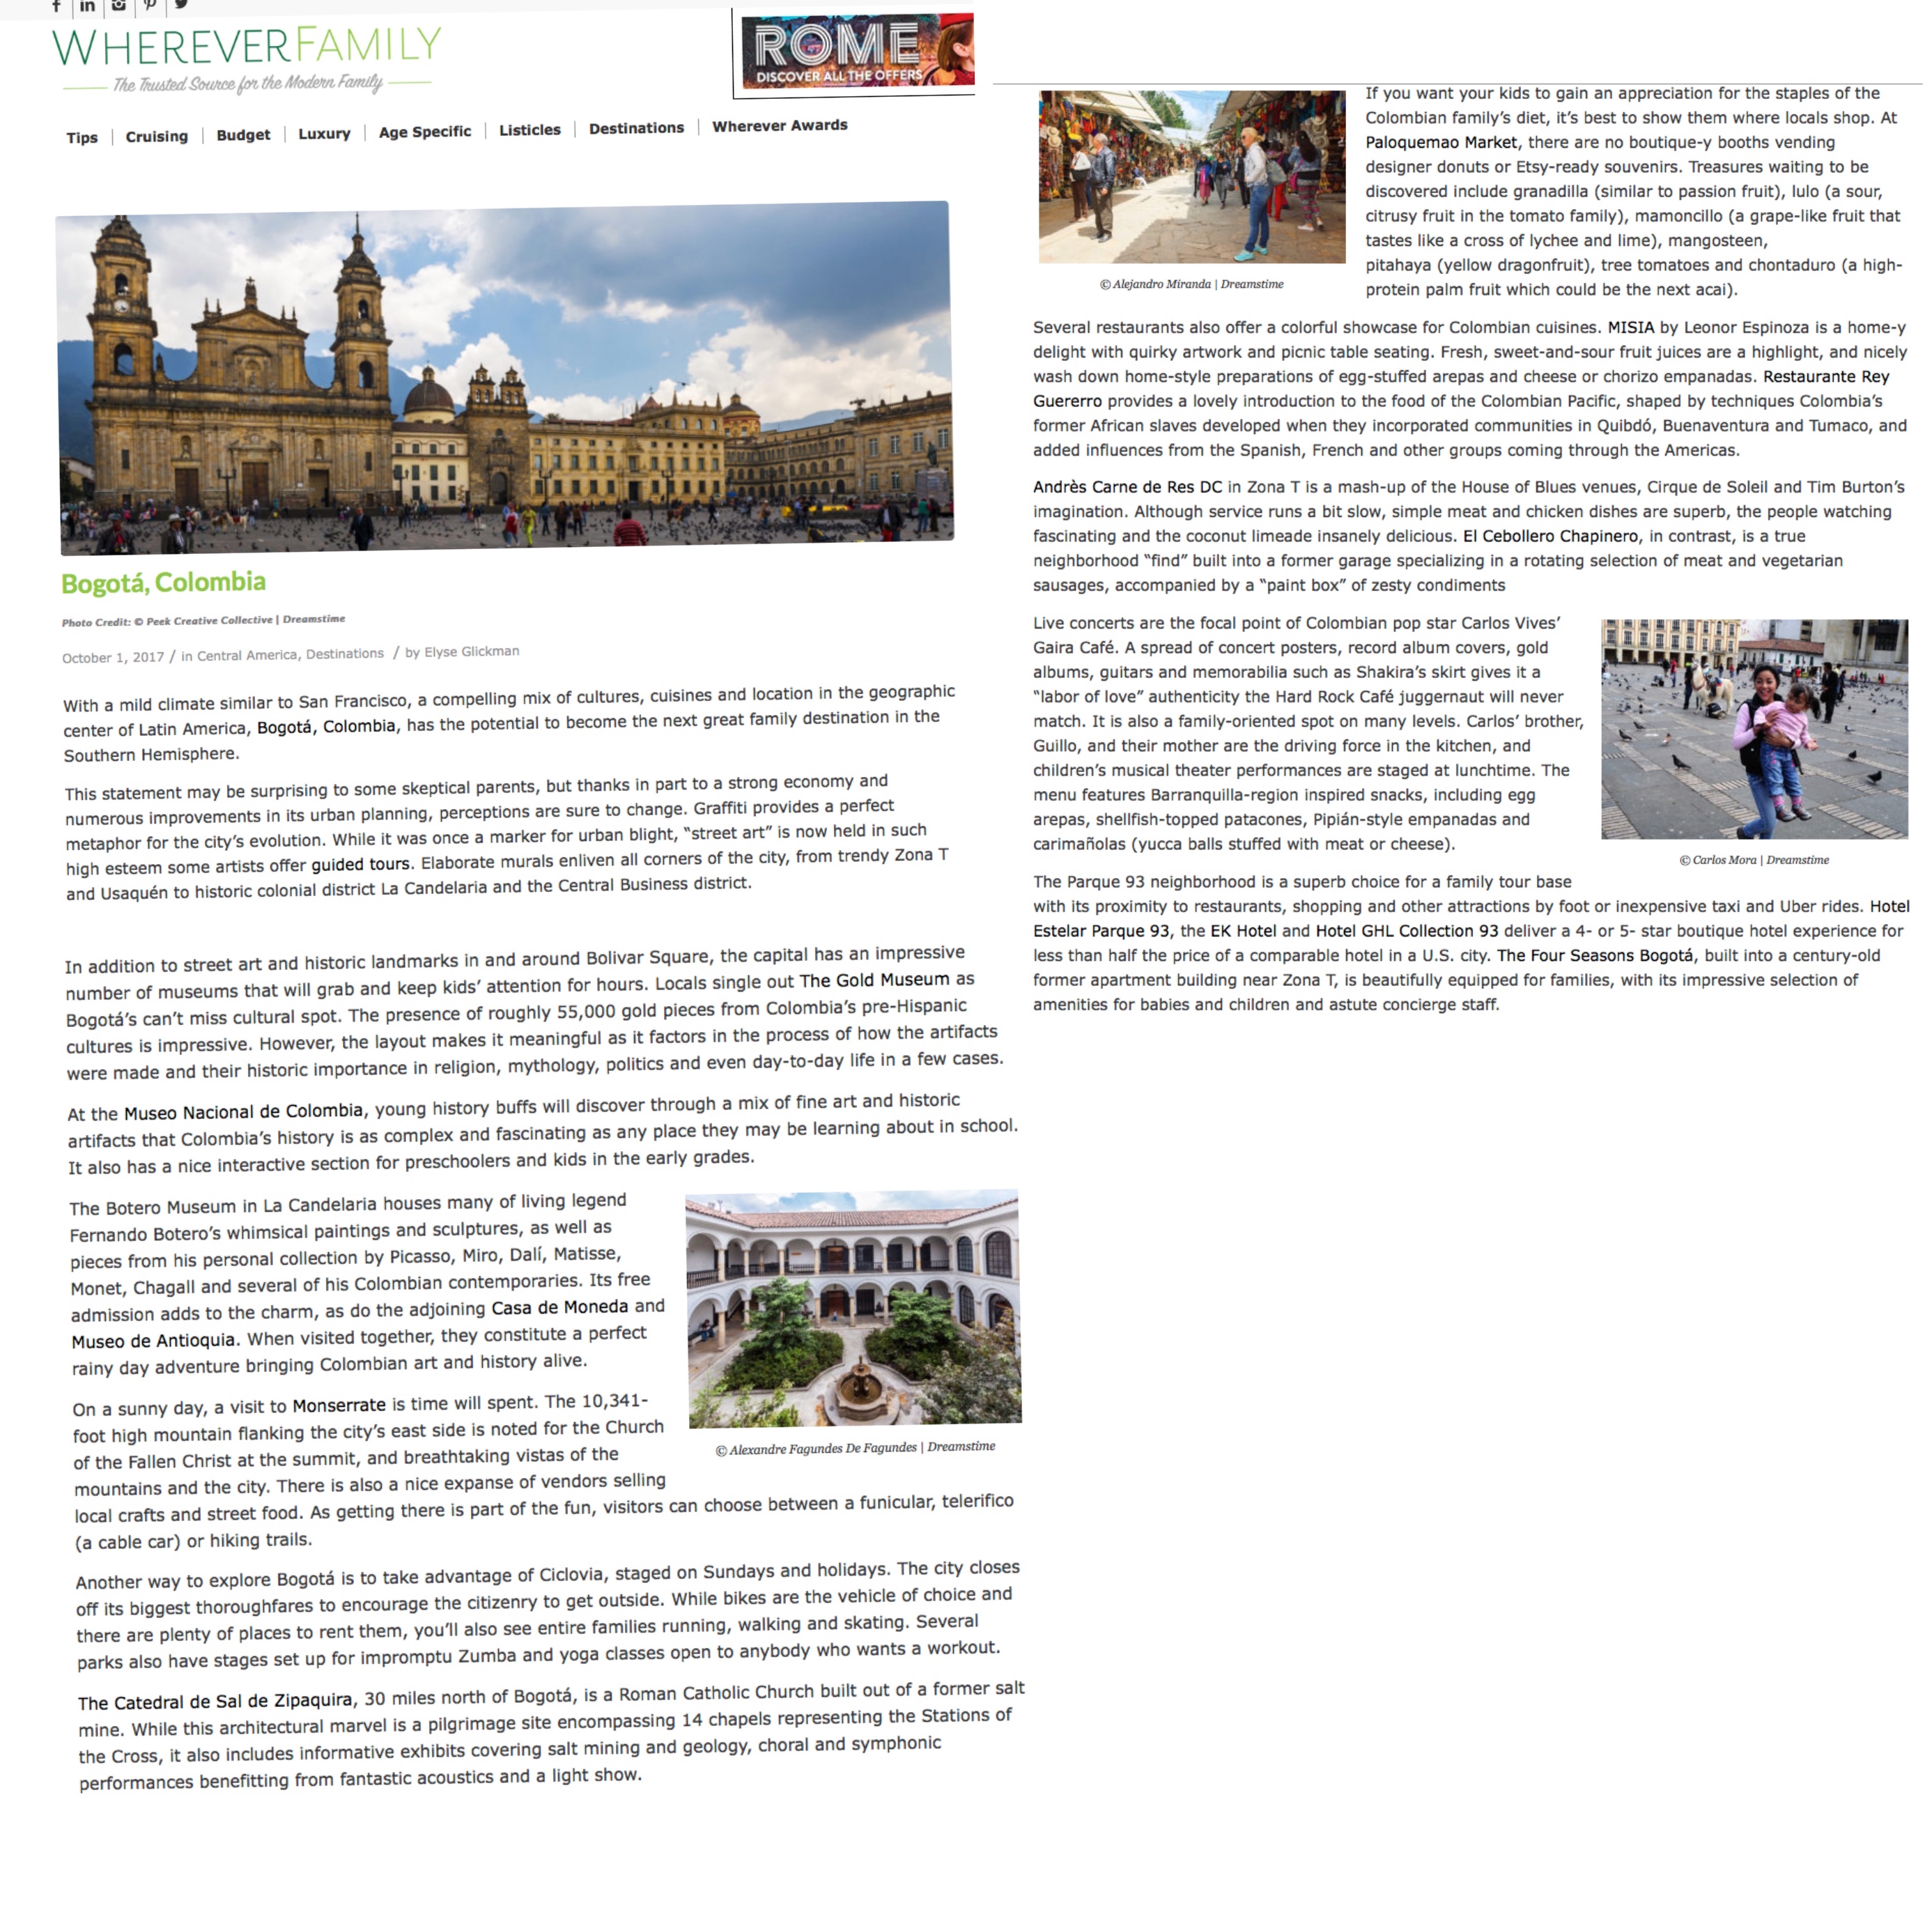 WHEREVERFAMILY
The Trusted Source for the Modern Family
ROME
DISCOVER ALL THE OFFERS
Tips | Cruising | Budget | Luxury | Age Specific | Listicles | Destinations | Wherever Awards
Bogotá, Colombia
Photo Credit: © Peek Creative Collective | Dreamstime
October 1, 2017 / in Central America, Destinations / by Elyse Glickman
With a mild climate similar to San Francisco, a compelling mix of cultures, cuisines and location in the geographic
center of Latin America, Bogotá, Colombia, has the potential to become the next great family destination in the
Southern Hemisphere.
This statement may be surprising to some skeptical parents, but thanks in part to a strong economy and
numerous improvements in its urban planning, perceptions are sure to change. Graffiti provides a perfect
metaphor for the city's evolution. While it was once a marker for urban blight, "street art" is now held in such
high esteem some artists offer guided tours. Elaborate murals enliven all corners of the city, from trendy Zona T
and Usaquén to historic colonial district La Candelaria and the Central Business district.
In addition to street art and historic landmarks in and around Bolivar Square, the capital has an impressive
number of museums that will grab and keep kids' attention for hours. Locals single out The Gold Museum as
Bogotá's can't miss cultural spot. The presence of roughly 55,000 gold pieces from Colombia's pre-Hispanic
cultures is impressive. However, the layout makes it meaningful as it factors in the process of how the artifacts
were made and their historic importance in religion, mythology, politics and even day-to-day life in a few cases.
At the Museo Nacional de Colombia, young history buffs will discover through a mix of fine art and historic
artifacts that Colombia's history is as complex and fascinating as any place they may be learning about in school.
It also has a nice interactive section for preschoolers and kids in the early grades.
The Botero Museum in La Candelaria houses many of living legend
Fernando Botero's whimsical paintings and sculptures, as well as
pieces from his personal collection by Picasso, Miro, Dalí, Matisse,
Monet, Chagall and several of his Colombian contemporaries. Its free
admission adds to the charm, as do the adjoining Casa de Moneda and
Museo de Antioquia. When visited together, they constitute a perfect
rainy day adventure bringing Colombian art and history alive.
© Alexandre Fagundes De Fagundes | Dreamstime
On a sunny day, a visit to Monserrate is time will spent. The 10,341-
foot high mountain flanking the city's east side is noted for the Church
of the Fallen Christ at the summit, and breathtaking vistas of the
mountains and the city. There is also a nice expanse of vendors selling
local crafts and street food. As getting there is part of the fun, visitors can choose between a funicular, telerifico
(a cable car) or hiking trails.
Another way to explore Bogotá is to take advantage of Ciclovia, staged on Sundays and holidays. The city closes
off its biggest thoroughfares to encourage the citizenry to get outside. While bikes are the vehicle of choice and
there are plenty of places to rent them, you'll also see entire families running, walking and skating. Several
parks also have stages set up for impromptu Zumba and yoga classes open to anybody who wants a workout.
The Catedral de Sal de Zipaquira, 30 miles north of Bogotá, is a Roman Catholic Church built out of a former salt
mine. While this architectural marvel is a pilgrimage site encompassing 14 chapels representing the Stations of
the Cross, it also includes informative exhibits covering salt mining and geology, choral and symphonic
performances benefitting from fantastic acoustics and a light show.
© Alejandro Miranda | Dreamstime
If you want your kids to gain an appreciation for the staples of the
Colombian family's diet, it's best to show them where locals shop. At
Paloquemao Market, there are no boutique-y booths vending
designer donuts or Etsy-ready souvenirs. Treasures waiting to be
discovered include granadilla (similar to passion fruit), lulo (a sour,
citrusy fruit in the tomato family), mamoncillo (a grape-like fruit that
tastes like a cross of lychee and lime), mangosteen,
pitahaya (yellow dragonfruit), tree tomatoes and chontaduro (a high-
protein palm fruit which could be the next acai).
Several restaurants also offer a colorful showcase for Colombian cuisines. MISIA by Leonor Espinoza is a home-y
delight with quirky artwork and picnic table seating. Fresh, sweet-and-sour fruit juices are a highlight, and nicely
wash down home-style preparations of egg-stuffed arepas and cheese or chorizo empanadas. Restaurante Rey
Guererro provides a lovely introduction to the food of the Colombian Pacific, shaped by techniques Colombia's
former African slaves developed when they incorporated communities in Quibdó, Buenaventura and Tumaco, and
added influences from the Spanish, French and other groups coming through the Americas.
Andrès Carne de Res DC in Zona T is a mash-up of the House of Blues venues, Cirque de Soleil and Tim Burton's
imagination. Although service runs a bit slow, simple meat and chicken dishes are superb, the people watching
fascinating and the coconut limeade insanely delicious. El Cebollero Chapinero, in contrast, is a true
neighborhood "find" built into a former garage specializing in a rotating selection of meat and vegetarian
sausages, accompanied by a "paint box" of zesty condiments
Live concerts are the focal point of Colombian pop star Carlos Vives'
Gaira Café. A spread of concert posters, record album covers, gold
albums, guitars and memorabilia such as Shakira's skirt gives it a
"labor of love" authenticity the Hard Rock Café juggernaut will never
match. It is also a family-oriented spot on many levels. Carlos' brother,
Guillo, and their mother are the driving force in the kitchen, and
children's musical theater performances are staged at lunchtime. The
menu features Barranquilla-region inspired snacks, including egg
arepas, shellfish-topped patacones, Pipián-style empanadas and
carimañolas (yucca balls stuffed with meat or cheese).
© Carlos Mora | Dreamstime
The Parque 93 neighborhood is a superb choice for a family tour base
with its proximity to restaurants, shopping and other attractions by foot or inexpensive taxi and Uber rides. Hotel
Estelar Parque 93, the EK Hotel and Hotel GHL Collection 93 deliver a 4- or 5- star boutique hotel experience for
less than half the price of a comparable hotel in a U.S. city. The Four Seasons Bogotá, built into a century-old
former apartment building near Zona T, is beautifully equipped for families, with its impressive selection of
amenities for babies and children and astute concierge staff.